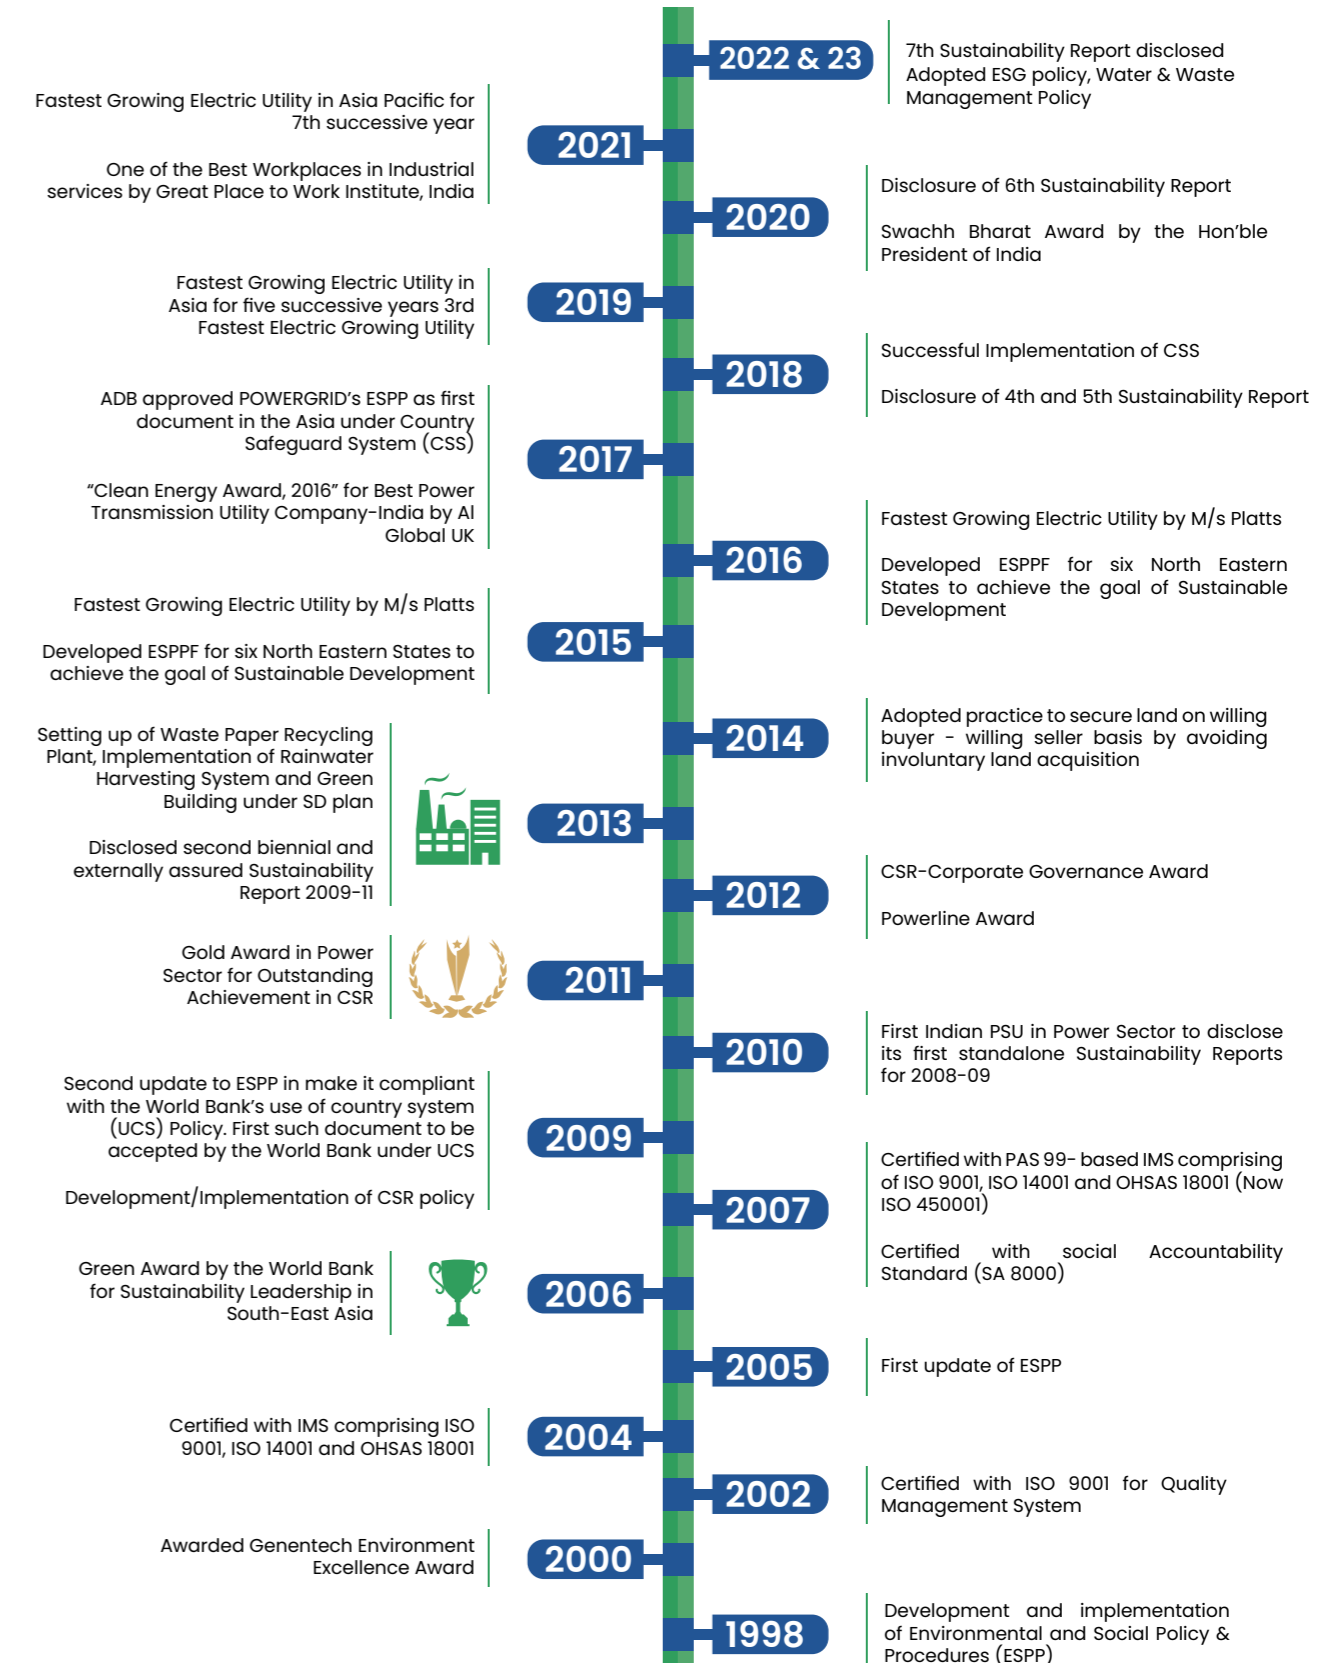 2022 & 23
7th Sustainability Report disclosed
Adopted ESG policy, Water & Waste
Management Policy
Fastest Growing Electric Utility in Asia Pacific for
7th successive year
One of the Best Workplaces in Industrial
services by Great Place to Work Institute, India
2021
2020
Disclosure of 6th Sustainability Report
Swachh Bharat Award by the Hon’ble
President of India
Fastest Growing Electric Utility in
Asia for five successive years 3rd
Fastest Electric Growing Utility
2019
2018
Successful Implementation of CSS
Disclosure of 4th and 5th Sustainability Report
ADB approved POWERGRID’s ESPP as first
document in the Asia under Country
Safeguard System (CSS)
“Clean Energy Award, 2016” for Best Power
Transmission Utility Company-India by Al
Global UK
2017
2016
Fastest Growing Electric Utility by M/s Platts
Developed ESPPF for six North Eastern
States to achieve the goal of Sustainable
Development
Fastest Growing Electric Utility by M/s Platts
Developed ESPPF for six North Eastern States to
achieve the goal of Sustainable Development
2015
2014
Adopted practice to secure land on willing
buyer - willing seller basis by avoiding
involuntary land acquisition
Setting up of Waste Paper Recycling
Plant, Implementation of Rainwater
Harvesting System and Green
Building under SD plan
Disclosed second biennial and
externally assured Sustainability
Report 2009-11
2013
2012
CSR-Corporate Governance Award
Powerline Award
Gold Award in Power
Sector for Outstanding
Achievement in CSR
2011
2010
First Indian PSU in Power Sector to disclose
its first standalone Sustainability Reports
for 2008-09
Second update to ESPP in make it compliant
with the World Bank’s use of country system
(UCS) Policy. First such document to be
accepted by the World Bank under UCS
Development/Implementation of CSR policy
2009
2007
Certified with PAS 99- based IMS comprising
of ISO 9001, ISO 14001 and OHSAS 18001 (Now
ISO 450001)
Certified with social Accountability
Standard (SA 8000)
Green Award by the World Bank
for Sustainability Leadership in
South-East Asia
2006
2005
First update of ESPP
Certified with IMS comprising ISO
9001, ISO 14001 and OHSAS 18001
2004
2002
Certified with ISO 9001 for Quality
Management System
Awarded Genentech Environment
Excellence Award
2000
1998
Development and implementation
of Environmental and Social Policy &
Procedures (ESPP)